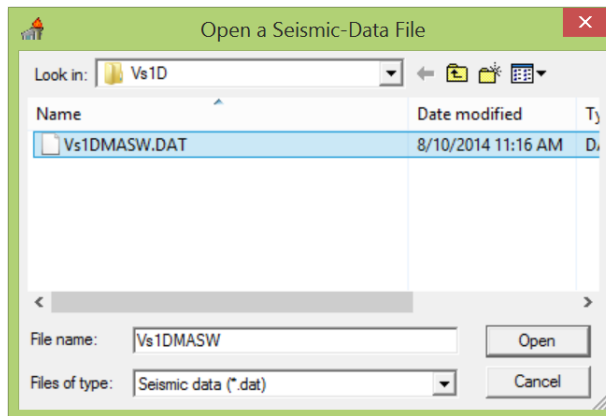 Open a Seismic-Data File
Look in: Vs1D
Name Date modified Ty
Vs1DMASW.DAT 8/10/2014 11:16 AM DA
File name: Vs1DMASW Open
Files of type: Seismic data (*.dat) Cancel